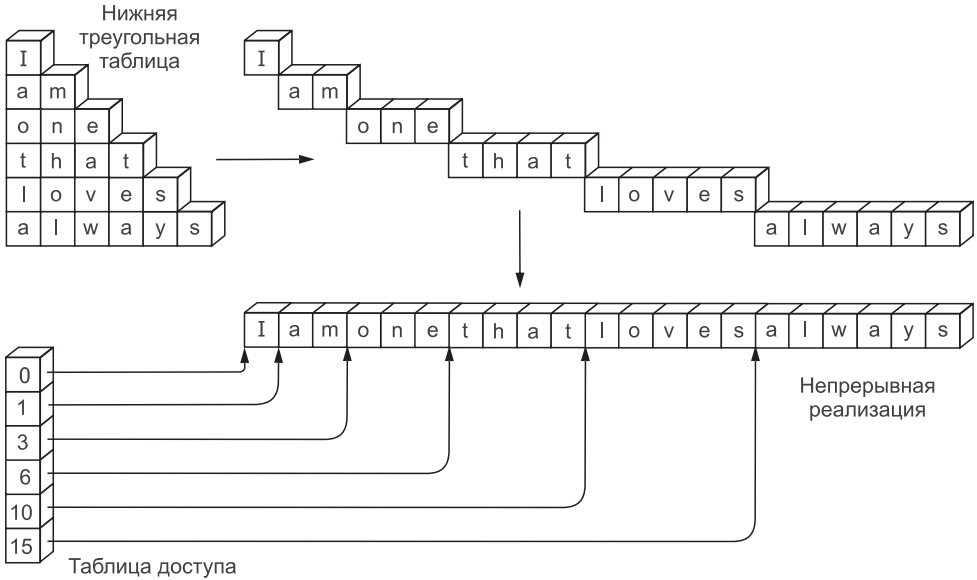 Нижняя
треугольная
таблица
I
a m
o n e
t h a t
l o v e s
a l w a y s
I
a m
o n e
t h a t
l o v e s
a l w a y s
I a m o n e t h a t l o v e s a l w a y s
0
1
3
6
10
15
Непрерывная
реализация
Таблица доступа